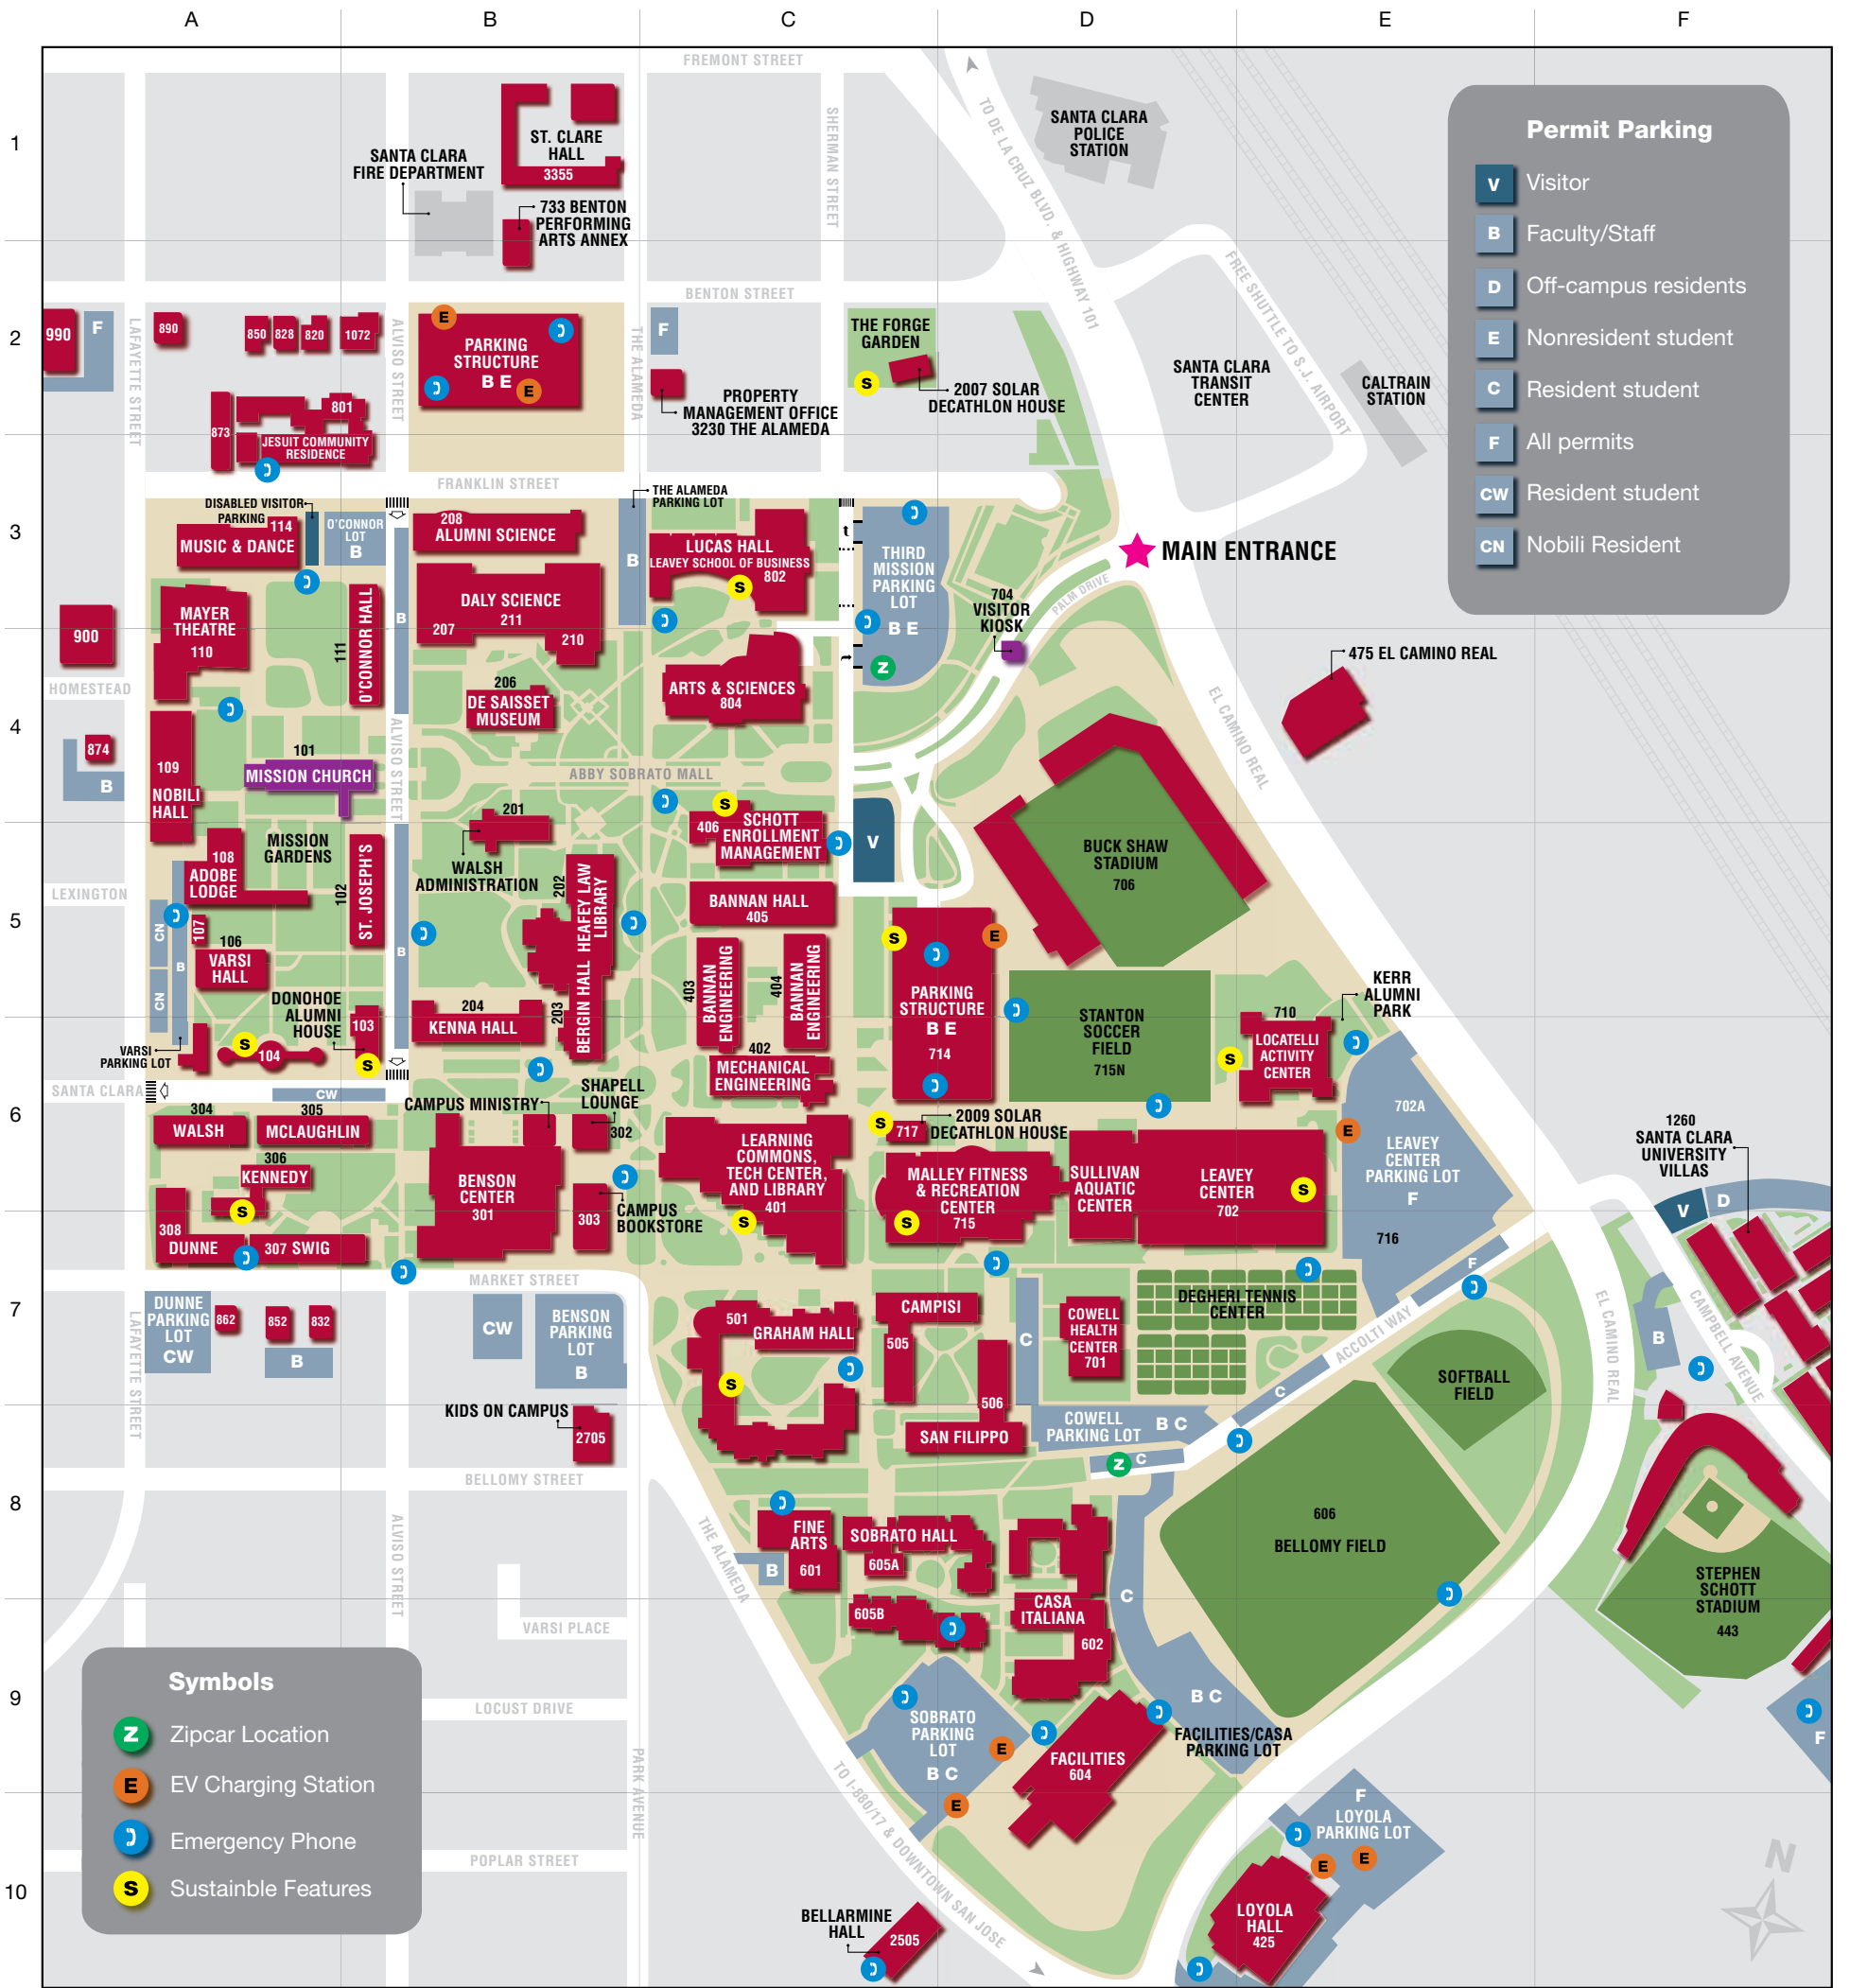 A
B
C
D
E
F
1
2
3
4
5
6
7
8
9
10
FREMONT STREET
SHERMAN STREET
TO DE LA CRUZ BLVD. & HIGHWAY 101
SANTA CLARA
POLICE
STATION
ST. CLARE
HALL
3355
SANTA CLARA
FIRE DEPARTMENT
733 BENTON
PERFORMING
ARTS ANNEX
Permit Parking
V
Visitor
B
Faculty/Staff
D
Off-campus residents
E
Nonresident student
C
Resident student
F
All permits
CW
Resident student
CN
Nobili Resident
FREE SHUTTLE TO S.J. AIRPORT
BENTON STREET
990
F
LAFAYETTE STREET
890
850
828
820
1072
ALVISO STREET
E
PARKING
STRUCTURE
B E
E
THE ALAMEDA
F
PROPERTY
MANAGEMENT OFFICE
3230 THE ALAMEDA
THE FORGE
GARDEN
S
2007 SOLAR
DECATHLON HOUSE
SANTA CLARA
TRANSIT
CENTER
CALTRAIN
STATION
873
801
JESUIT COMMUNITY
RESIDENCE
FRANKLIN STREET
THE ALAMEDA
PARKING LOT
DISABLED VISITOR
PARKING
114
MUSIC & DANCE
O'CONNOR
LOT
B
208
ALUMNI SCIENCE
B
LUCAS HALL
LEAVEY SCHOOL OF BUSINESS
802
S
THIRD
MISSION
PARKING
LOT
B E
Z
MAIN ENTRANCE
PALM DRIVE
704
VISITOR
KIOSK
900
MAYER
THEATRE
110
111
O'CONNOR HALL
B
DALY SCIENCE
211
207
210
475 EL CAMINO REAL
EL CAMINO REAL
HOMESTEAD
206
DE SAISSET
MUSEUM
ARTS & SCIENCES
804
874
B
109
NOBILI
HALL
101
MISSION CHURCH
ALVISO STREET
ABBY SOBRATO MALL
201
WALSH
ADMINISTRATION
S
406
SCHOTT
ENROLLMENT
MANAGEMENT
V
BUCK SHAW
STADIUM
706
LEXINGTON
108
ADOBE
LODGE
MISSION
GARDENS
102
ST. JOSEPH'S
202
HEAFEY LAW
LIBRARY
BANNAN HALL
405
CN
B
CN
107
106
VARSI
HALL
B
203
BERGIN HALL
403
BANNAN
ENGINEERING
404
BANNAN
ENGINEERING
S
E
PARKING
STRUCTURE
B E
714
STANTON
SOCCER
FIELD
715N
KERR
ALUMNI
PARK
710
LOCATELLI
ACTIVITY
CENTER
S
DONOHOE
ALUMNI
HOUSE
103
204
KENNA HALL
VARSI
PARKING LOT
S
104
S
402
MECHANICAL
ENGINEERING
SANTA CLARA
CW
304
WALSH
305
MCLAUGHLIN
CAMPUS MINISTRY
SHAPELL
LOUNGE
302
S
717
2009 SOLAR
DECATHLON HOUSE
702A
E
LEAVEY
CENTER
PARKING LOT
F
716
1260
SANTA CLARA
UNIVERSITY
VILLAS
306
KENNEDY
S
BENSON
CENTER
301
LEARNING
COMMONS,
TECH CENTER,
AND LIBRARY
401
S
MALLEY FITNESS
& RECREATION
CENTER
715
S
SULLIVAN
AQUATIC
CENTER
LEAVEY
CENTER
702
S
V
D
308
DUNNE
307 SWIG
303
CAMPUS
BOOKSTORE
MARKET STREET
F
DUNNE
PARKING
LOT
CW
LAFAYETTE STREET
862
852
832
B
CW
BENSON
PARKING
LOT
B
501
GRAHAM HALL
S
CAMPISI
505
506
C
COWELL
HEALTH
CENTER
701
DEGHERI TENNIS
CENTER
ACCOLTI WAY
C
SOFTBALL
FIELD
EL CAMINO REAL
B
CAMPBELL AVENUE
KIDS ON CAMPUS
2705
SAN FILIPPO
COWELL
PARKING LOT
B C
Z
C
BELLOMY STREET
ALVISO STREET
THE ALAMEDA
FINE
ARTS
601
B
SOBRATO HALL
605A
605B
CASA
ITALIANA
602
C
606
BELLOMY FIELD
STEPHEN
SCHOTT
STADIUM
443
VARSI PLACE
Symbols
Z
Zipcar Location
E
EV Charging Station
Emergency Phone
S
Sustainble Features
LOCUST DRIVE
PARK AVENUE
POPLAR STREET
SOBRATO
PARKING
LOT
B C
E
E
FACILITIES
604
B C
FACILITIES/CASA
PARKING LOT
F
TO I-880/17 & DOWNTOWN SAN JOSE
F
LOYOLA
PARKING LOT
E
E
LOYOLA
HALL
425
BELLARMINE
HALL
2505
N